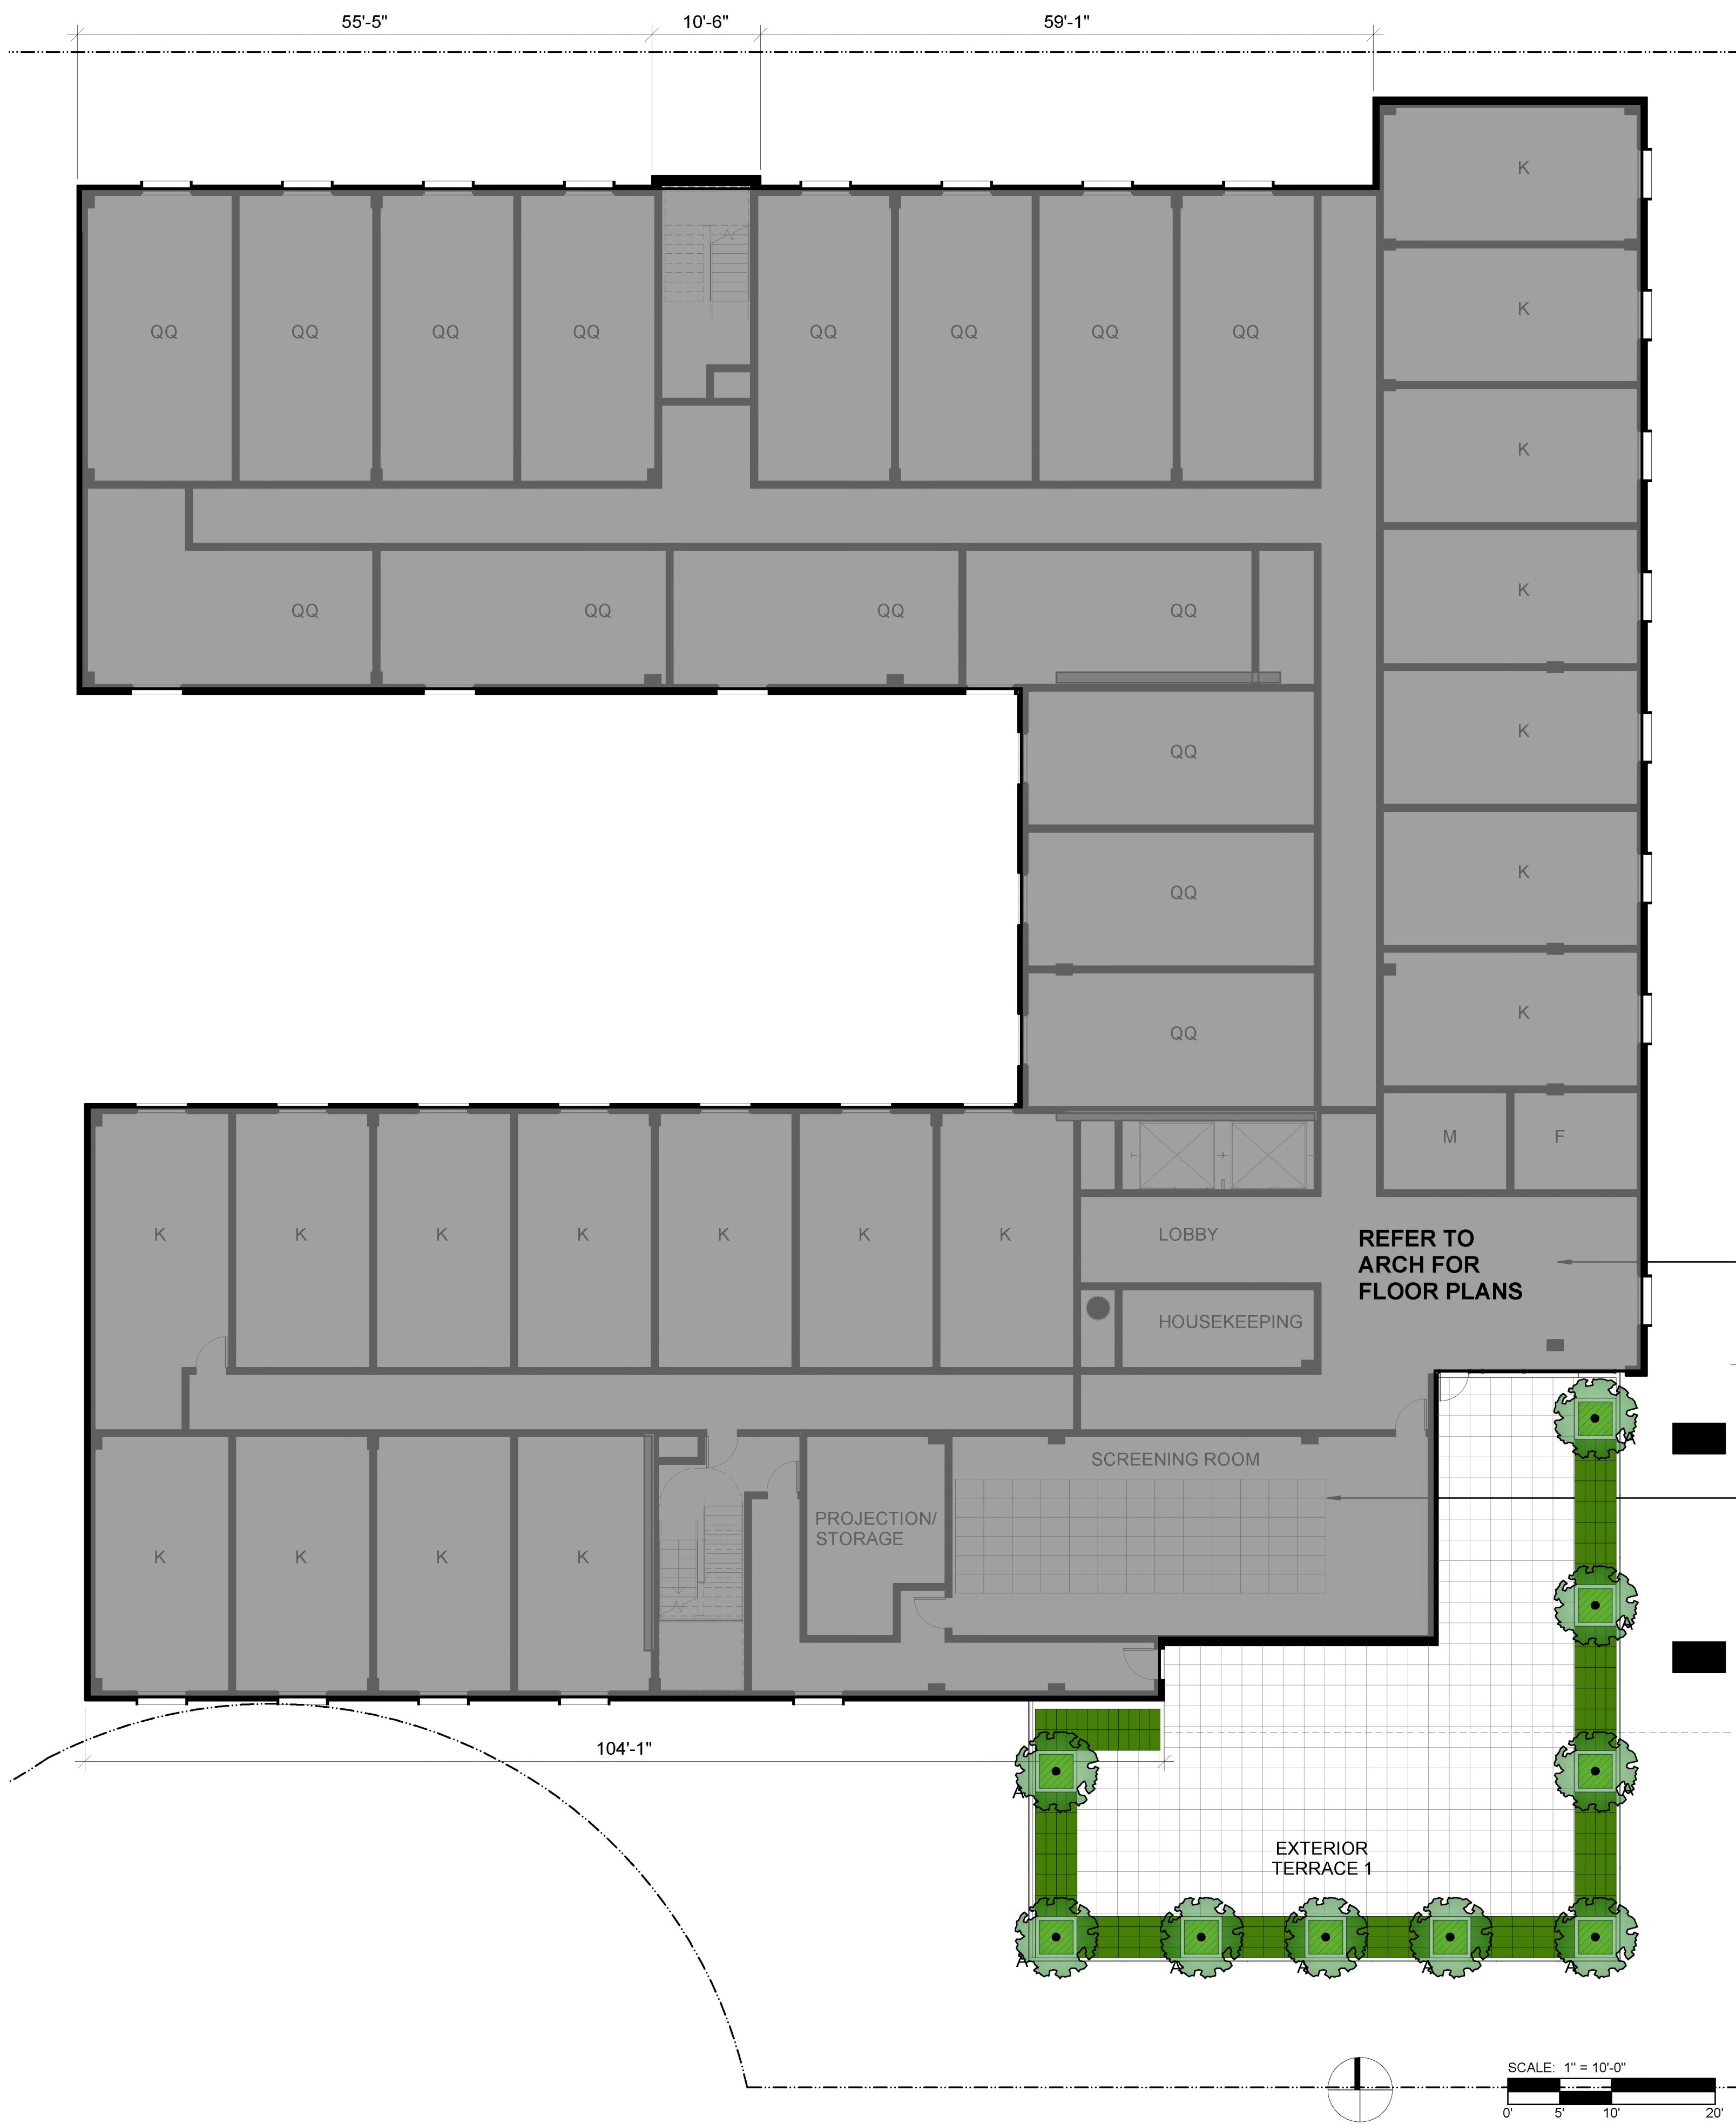 55'-5"
10'-6"
59'-1"
K
K
QQ
QQ
QQ
QQ
QQ
QQ
QQ
QQ
K
K
QQ
QQ
QQ
QQ
K
QQ
K
QQ
K
QQ
M
F
K
K
K
K
K
K
K
LOBBY
REFER TO
ARCH FOR
FLOOR PLANS
HOUSEKEEPING
SCREENING ROOM
PROJECTION/
STORAGE
K
K
K
K
A
A
104'-1"
A
A
EXTERIOR
TERRACE 1
A
A
A
A
A
SCALE: 1" = 10'-0"
0'
5'
10'
20'